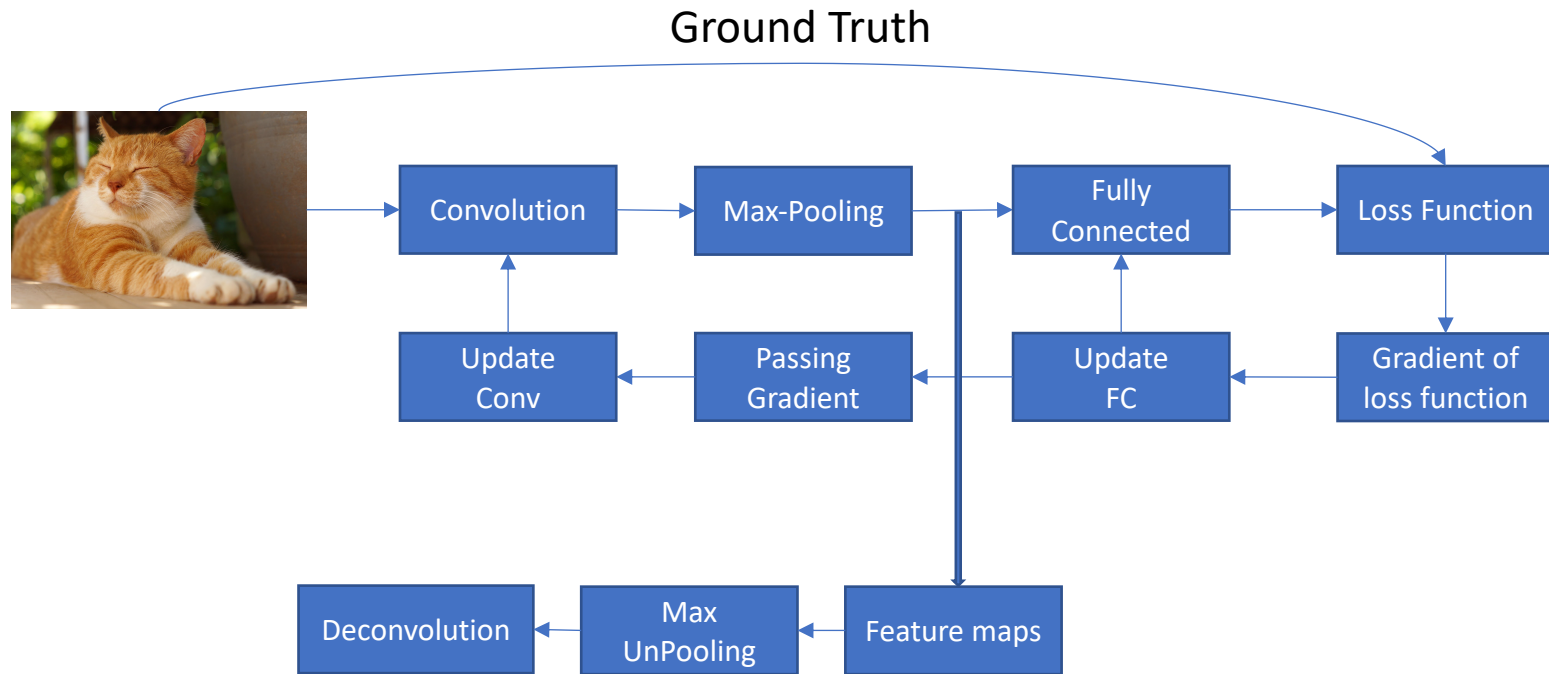 Ground Truth
Convolution
Max-Pooling
Fully
Connected
Loss Function
Update
Conv
Passing
Gradient
Update
FC
Gradient of
loss function
Deconvolution
Max
UnPooling
Feature maps